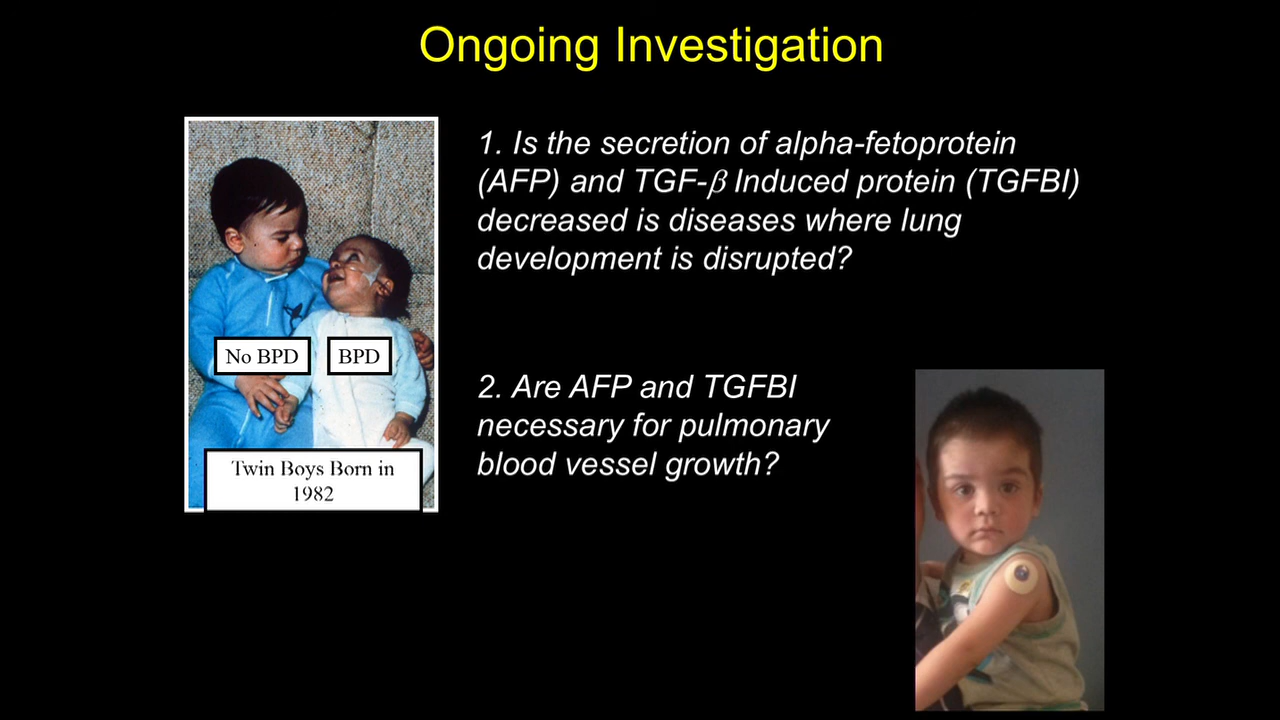 Ongoing Investigation
1. Is the secretion of alpha-fetoprotein
(AFP) and TGF-β Induced protein (TGFBI)
decreased is diseases where lung
development is disrupted?
No BPD
BPD
Twin Boys Born in
1982
2. Are AFP and TGFBI
necessary for pulmonary
blood vessel growth?